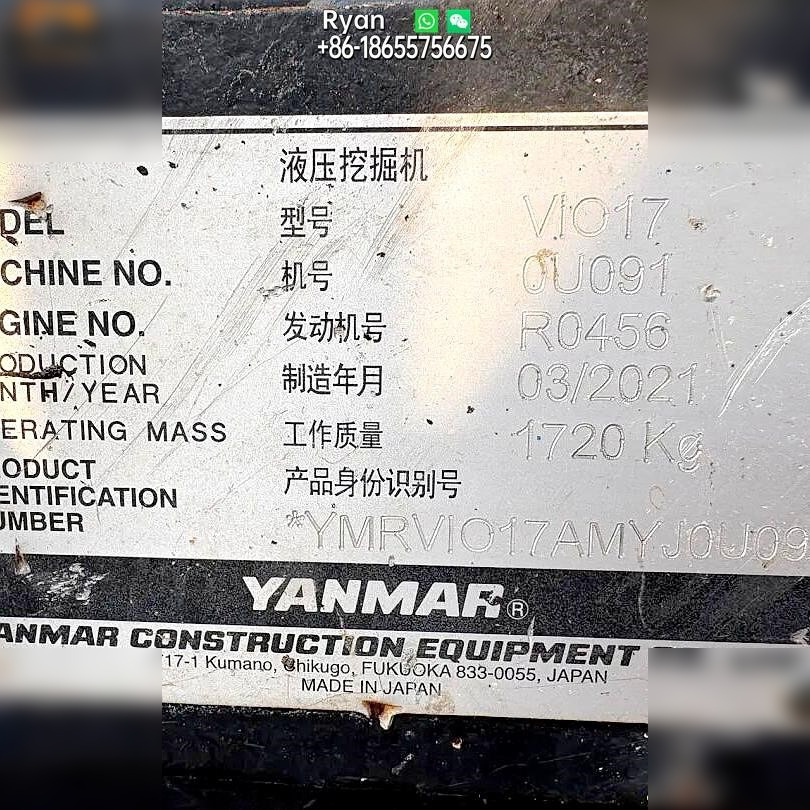 Ryan
+86-18655756675
液压挖掘机
DEL 型号 VIO17
CHINE NO. 机号 0U091
GINE NO. 发动机号 R0456
ODUCTION
NTH/YEAR 制造年月 03/2021
ERATING MASS 工作质量 1720 Kg
ODUCT
ENTIFICATION 产品身份识别号
UMBER *YMRVIO17AMYJ0U09
YANMAR®
ANMAR CONSTRUCTION EQUIPMENT
17-1 Kumano, Chikugo, FUKUOKA 833-0055, JAPAN
MADE IN JAPAN